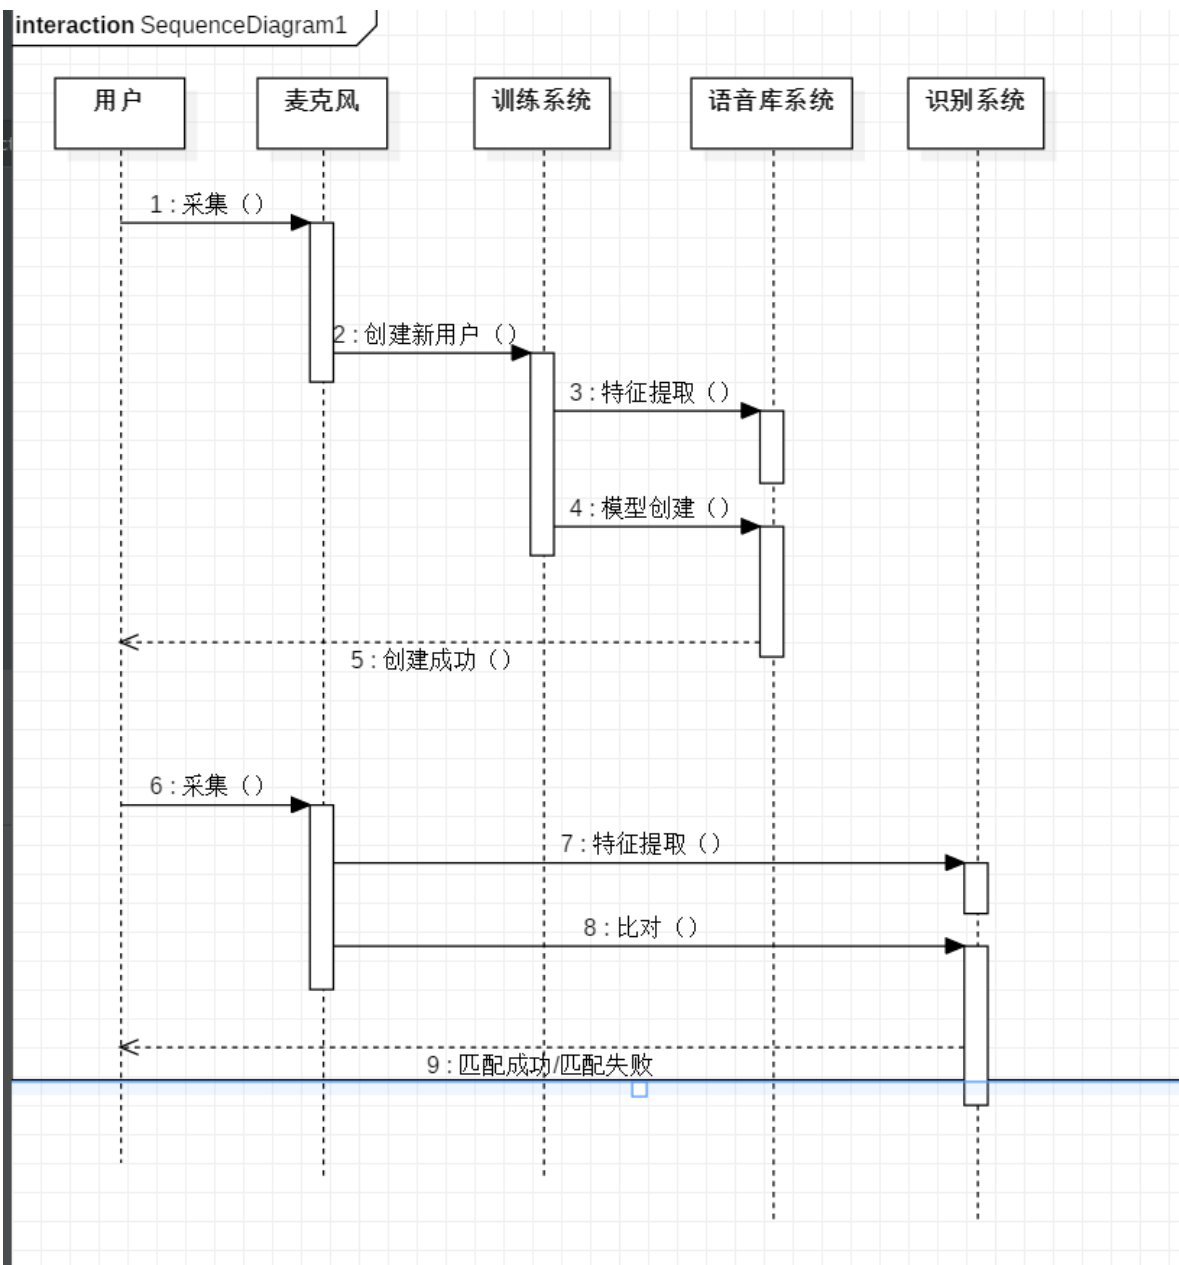 interaction SequenceDiagram1
用户
麦克风
训练系统
语音库系统
识别系统
1 : 采集（）
2 : 创建新用户（）
3 : 特征提取（）
4 : 模型创建（）
5 : 创建成功（）
6 : 采集（）
7 : 特征提取（）
8 : 比对（）
9 : 匹配成功/匹配失败